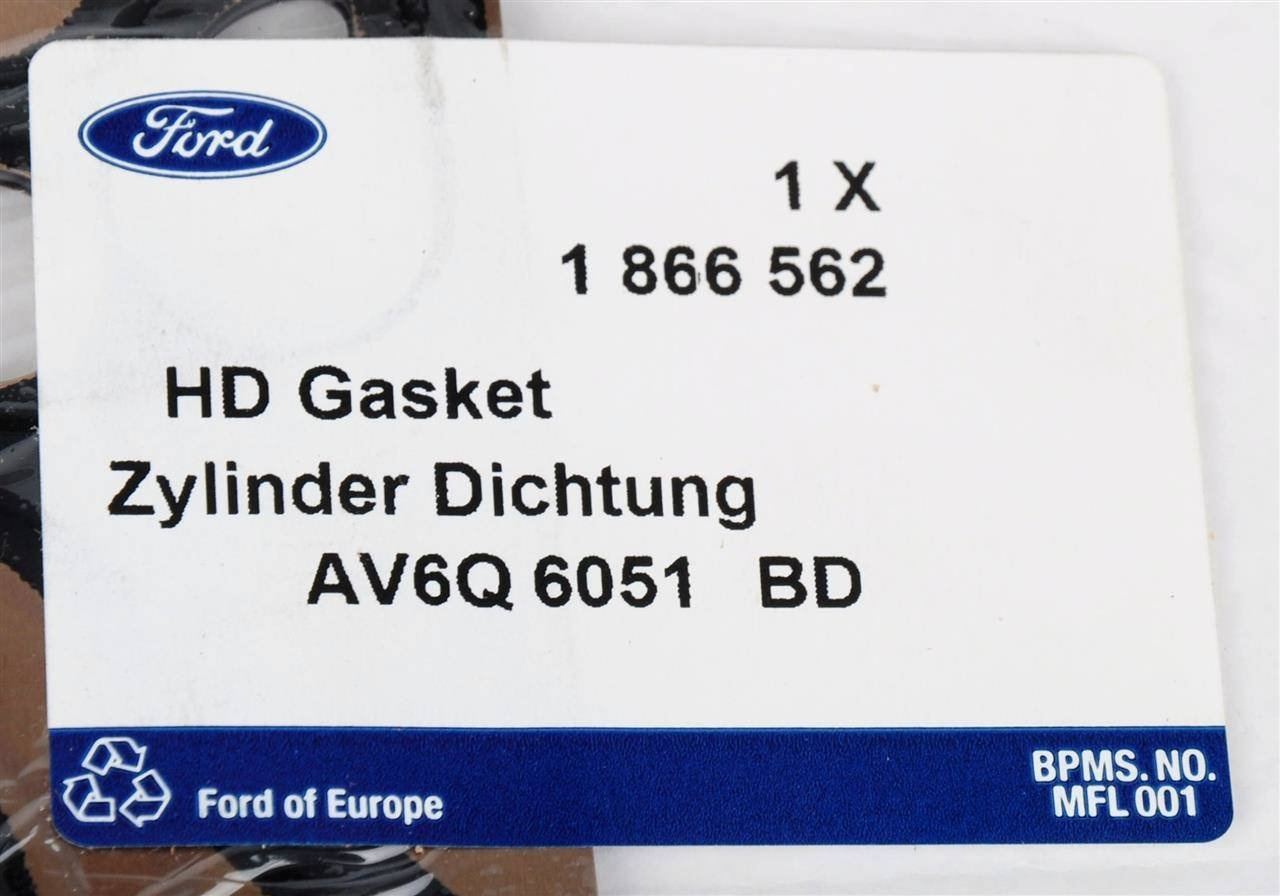 Ford
1 X
1 866 562
HD Gasket
Zylinder Dichtung
AV6Q 6051 BD
Ford of Europe
BPMS. NO.
MFL 001